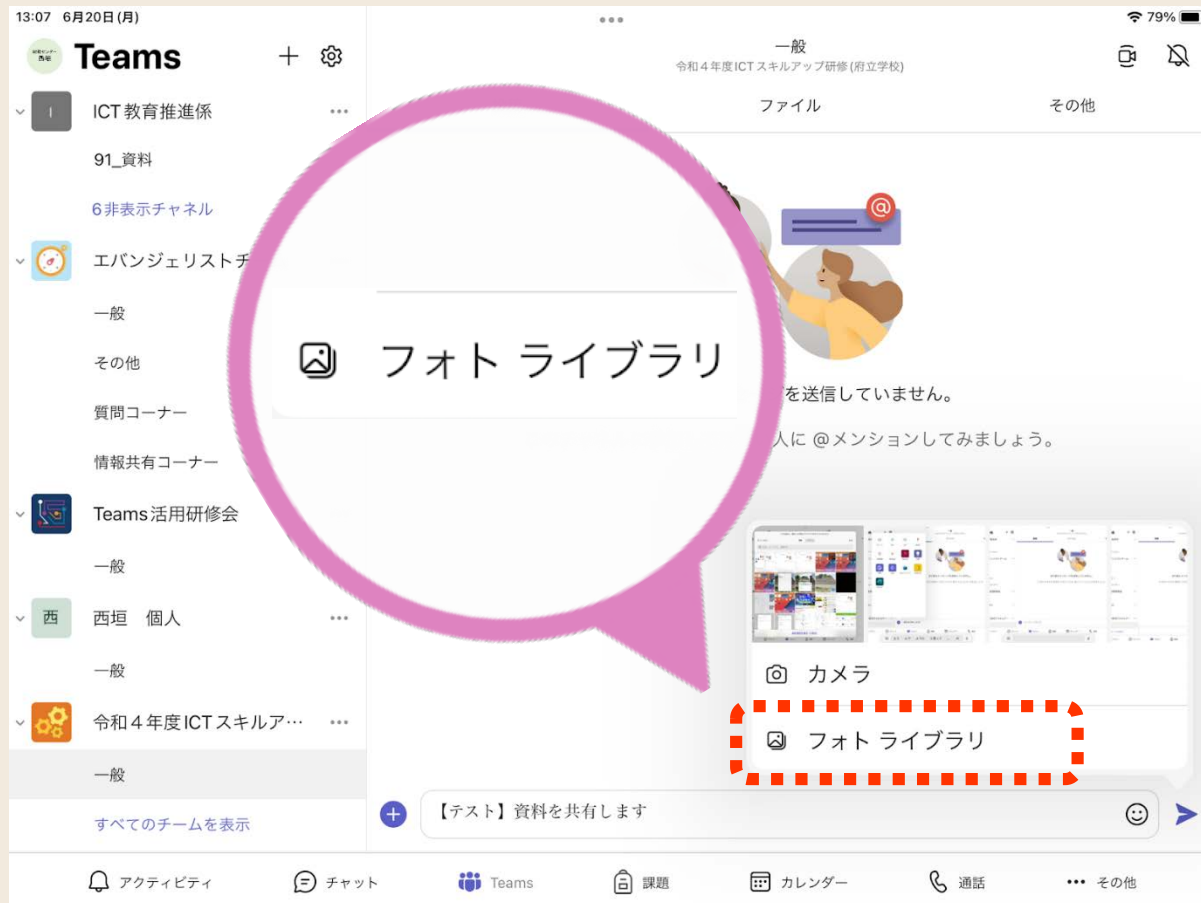 13:07 6月20日(月)
79%
Teams
一般
令和４年度ICTスキルアップ研修(府立学校)
ファイル
その他
I
ICT教育推進係
91_資料
6非表示チャネル
エバンジェリストチ
一般
その他
質問コーナー
情報共有コーナー
Teams活用研修会
一般
西
西垣　個人
一般
令和４年度ICTスキルア…
一般
すべてのチームを表示
フォト ライブラリ
@
を送信していません。
人に @メンションしてみましょう。
カメラ
フォト ライブラリ
【テスト】資料を共有します
アクティビティ
チャット
Teams
課題
カレンダー
通話
その他